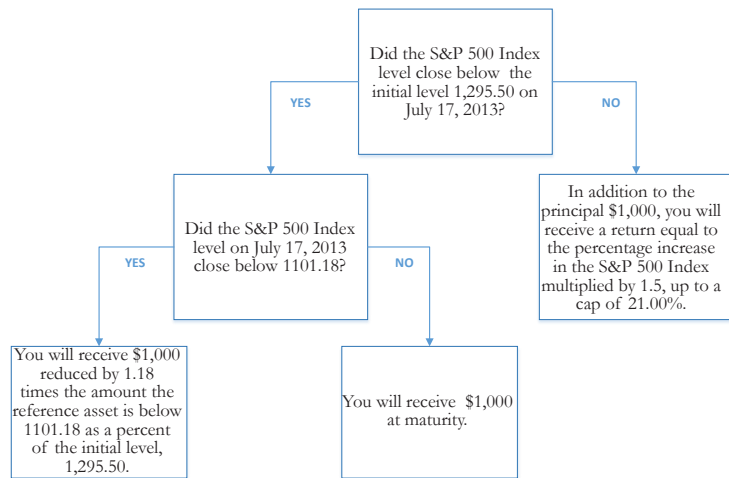 Did the S&P 500 Index
level close below the
initial level 1,295.50 on
July 17, 2013?
YES
NO
Did the S&P 500 Index
level on July 17, 2013
close below 1101.18?
In addition to the
principal $1,000, you will
receive a return equal to
the percentage increase
in the S&P 500 Index
multiplied by 1.5, up to a
cap of 21.00%.
YES
NO
You will receive $1,000
reduced by 1.18
times the amount the
reference asset is below
1101.18 as a percent
of the initial level,
1,295.50.
You will receive $1,000
at maturity.